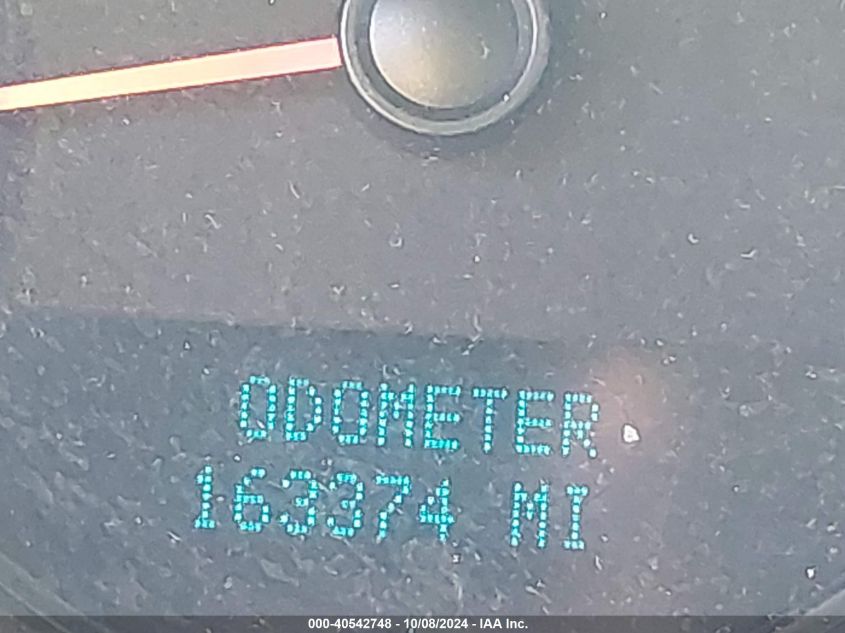 ODOMETER
163374 MI
000-40542748 - 10/08/2024 - IAA Inc.